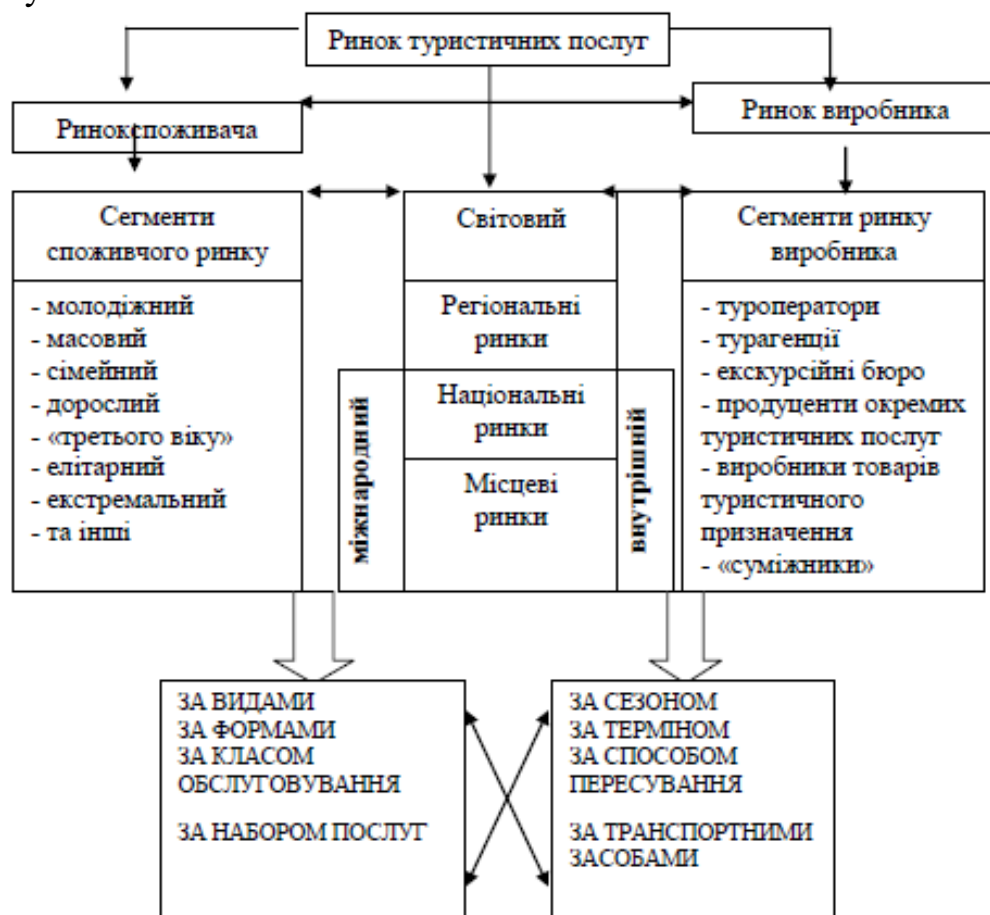 у
Ринок туристичних послуг
Ринокспоживача
Ринок виробника
Сегменти
споживчого ринку
- молодіжний
- масовий
- сімейний
- дорослий
- «третього віку»
- елітарний
- екстремальний
- та інші
міжнародний
Світовий
Регіональні
ринки
Національні
ринки
Місцеві
ринки
внутрішній
Сегменти ринку
виробника
- туроператори
- турагенції
- екскурсійні бюро
- продуценти окремих
туристичних послуг
- виробники товарів
туристичного
призначення
- «суміжники»
ЗА ВИДАМИ
ЗА ФОРМАМИ
ЗА КЛАСОМ
ОБСЛУГОВУВАННЯ
ЗА НАБОРОМ ПОСЛУГ
ЗА СЕЗОНОМ
ЗА ТЕРМІНОМ
ЗА СПОСОБОМ
ПЕРЕСУВАННЯ
ЗА ТРАНСПОРТНИМИ
ЗАСОБАМИ